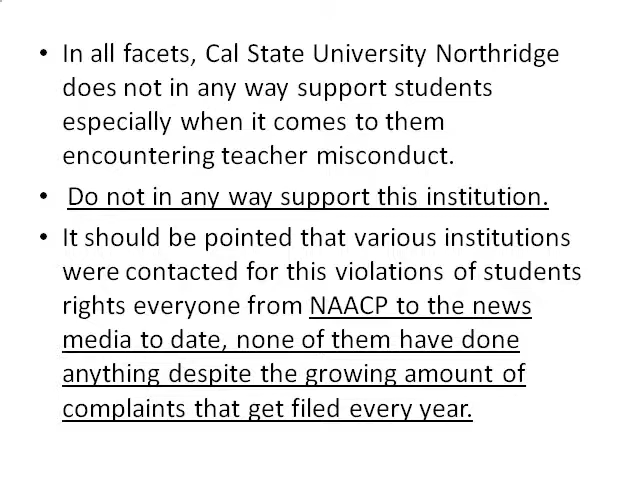 • In all facets, Cal State University Northridge
does not in any way support students
especially when it comes to them
encountering teacher misconduct.
• Do not in any way support this institution.
• It should be pointed that various institutions
were contacted for this violations of students
rights everyone from NAACP to the news
media to date, none of them have done
anything despite the growing amount of
complaints that get filed every year.